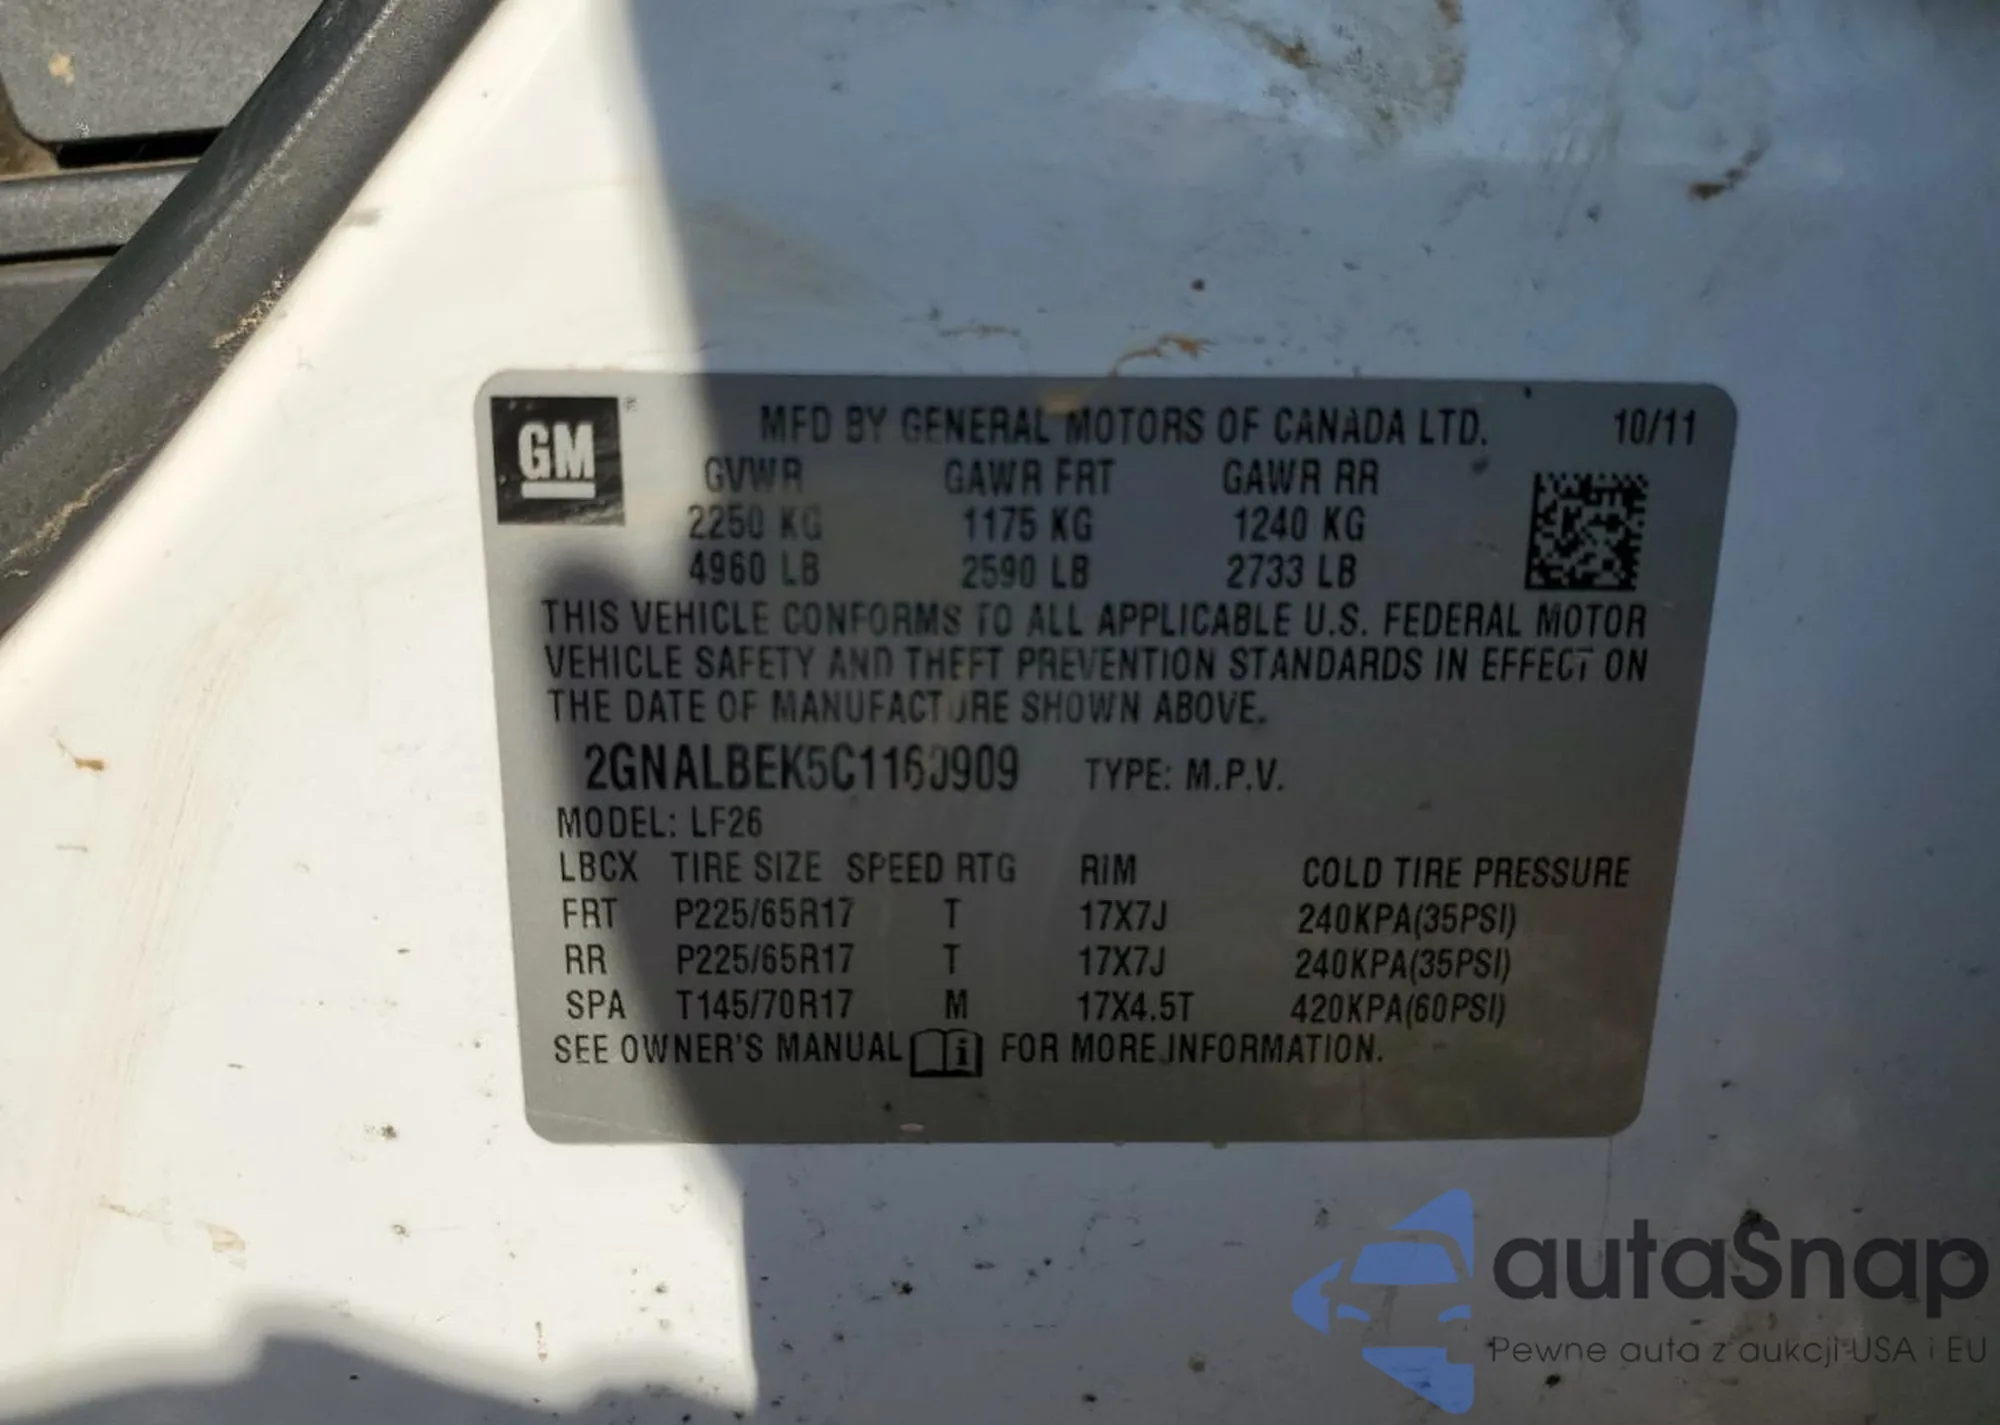 GM ®
MFD BY GENERAL MOTORS OF CANADA LTD. 10/11
GVWR GAWR FRT GAWR RR
2250 KG 1175 KG 1240 KG
4960 LB 2590 LB 2733 LB
THIS VEHICLE CONFORMS TO ALL APPLICABLE U.S. FEDERAL MOTOR
VEHICLE SAFETY AND THEFT PREVENTION STANDARDS IN EFFECT ON
THE DATE OF MANUFACTURE SHOWN ABOVE.
2GNALBEK5C1160909 TYPE: M.P.V.
MODEL: LF26
LBCX TIRE SIZE SPEED RTG RIM COLD TIRE PRESSURE
FRT P225/65R17 T 17X7J 240KPA(35PSI)
RR P225/65R17 T 17X7J 240KPA(35PSI)
SPA T145/70R17 M 17X4.5T 420KPA(60PSI)
SEE OWNER'S MANUAL FOR MORE INFORMATION.
autaSnap
Pewne auta z aukcji USA i EU